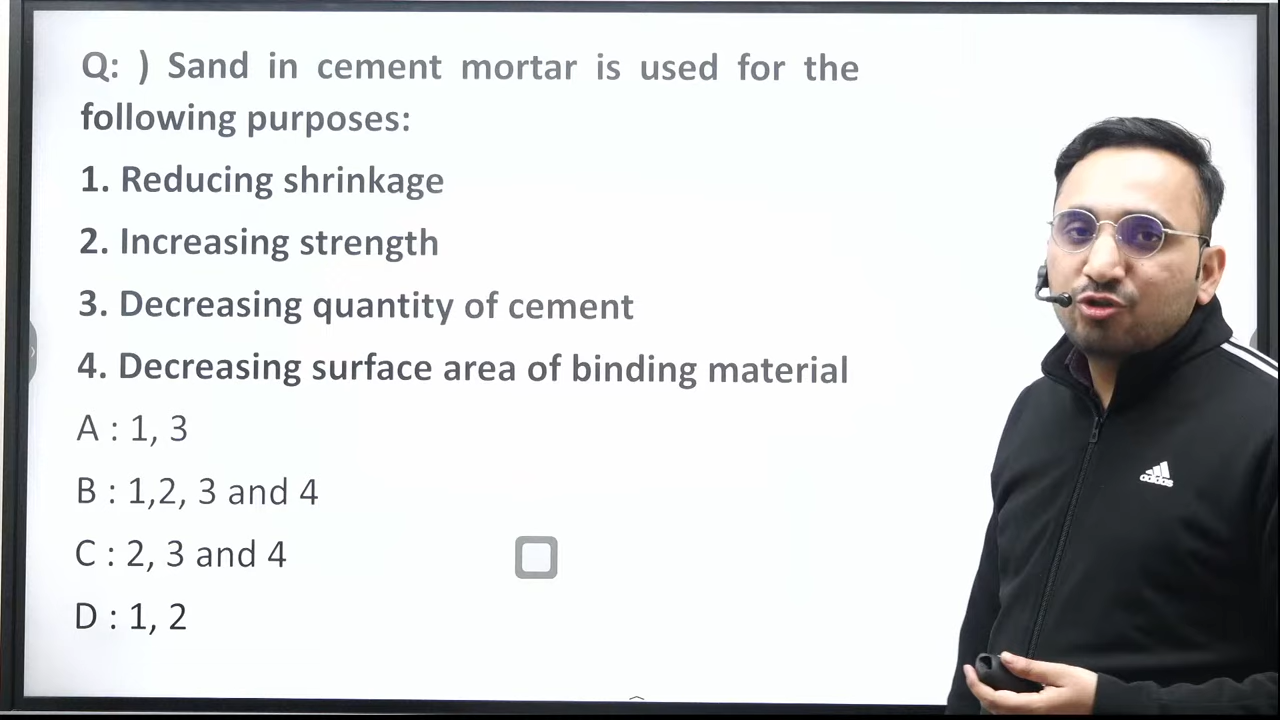 Q: ) Sand in cement mortar is used for the
following purposes:
1. Reducing shrinkage
2. Increasing strength
3. Decreasing quantity of cement
4. Decreasing surface area of binding material
A : 1, 3
B : 1,2, 3 and 4
C : 2, 3 and 4
D : 1, 2
adidas